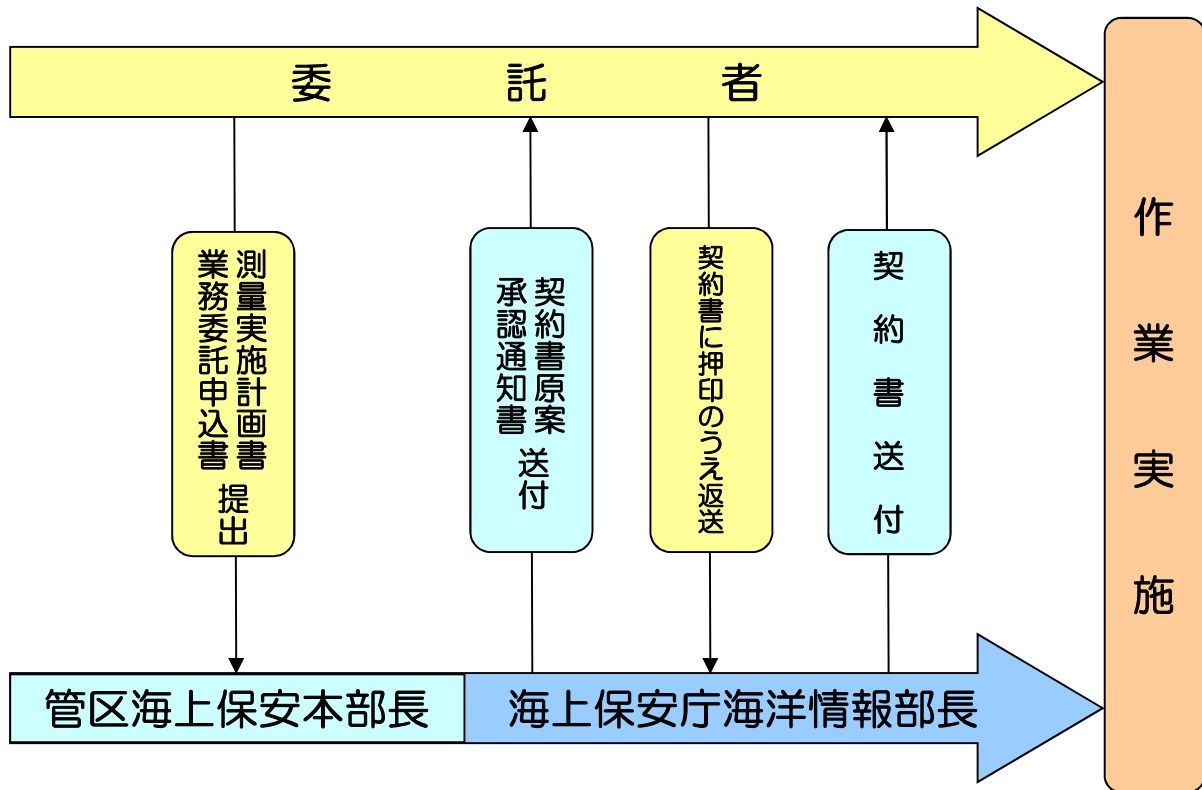 委託者
測量実施計画書
業務委託申込書
提出
契約書原案
承認通知書
送付
契約書に押印のうえ返送
契約書送付
管区海上保安本部長
海上保安庁海洋情報部長
作業実施